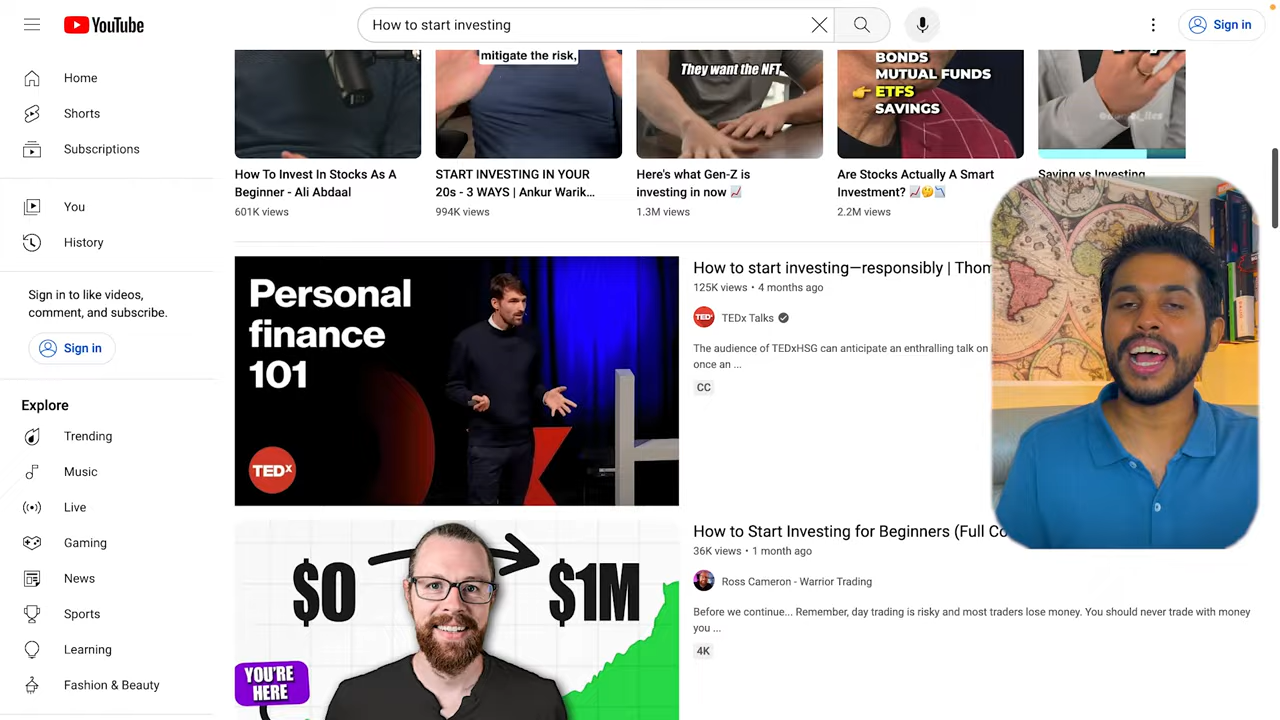 YouTube
How to start investing
Sign in
Home
Shorts
Subscriptions
You
History
Sign in to like videos,
comment, and subscribe.
Sign in
Explore
Trending
Music
Live
Gaming
News
Sports
Learning
Fashion & Beauty
mitigate the risk,
They want the NFT,
BONDS
MUTUAL FUNDS
👉 ETFS
SAVINGS
How To Invest In Stocks As A
Beginner - Ali Abdaal
601K views
START INVESTING IN YOUR
20s - 3 WAYS | Ankur Warik...
994K views
Here's what Gen-Z is
investing in now 📈
1.3M views
Are Stocks Actually A Smart
Investment? 📈🤔📉
2.2M views
Saving vs Investing
Personal
finance
101
TEDx
How to start investing—responsibly | Thom
125K views • 4 months ago
TEDx Talks
The audience of TEDxHSG can anticipate an enthralling talk on
once an ...
CC
$0
$1M
YOU'RE
HERE
How to Start Investing for Beginners (Full Co
36K views • 1 month ago
Ross Cameron - Warrior Trading
Before we continue... Remember, day trading is risky and most traders lose money. You should never trade with money
you ...
4K